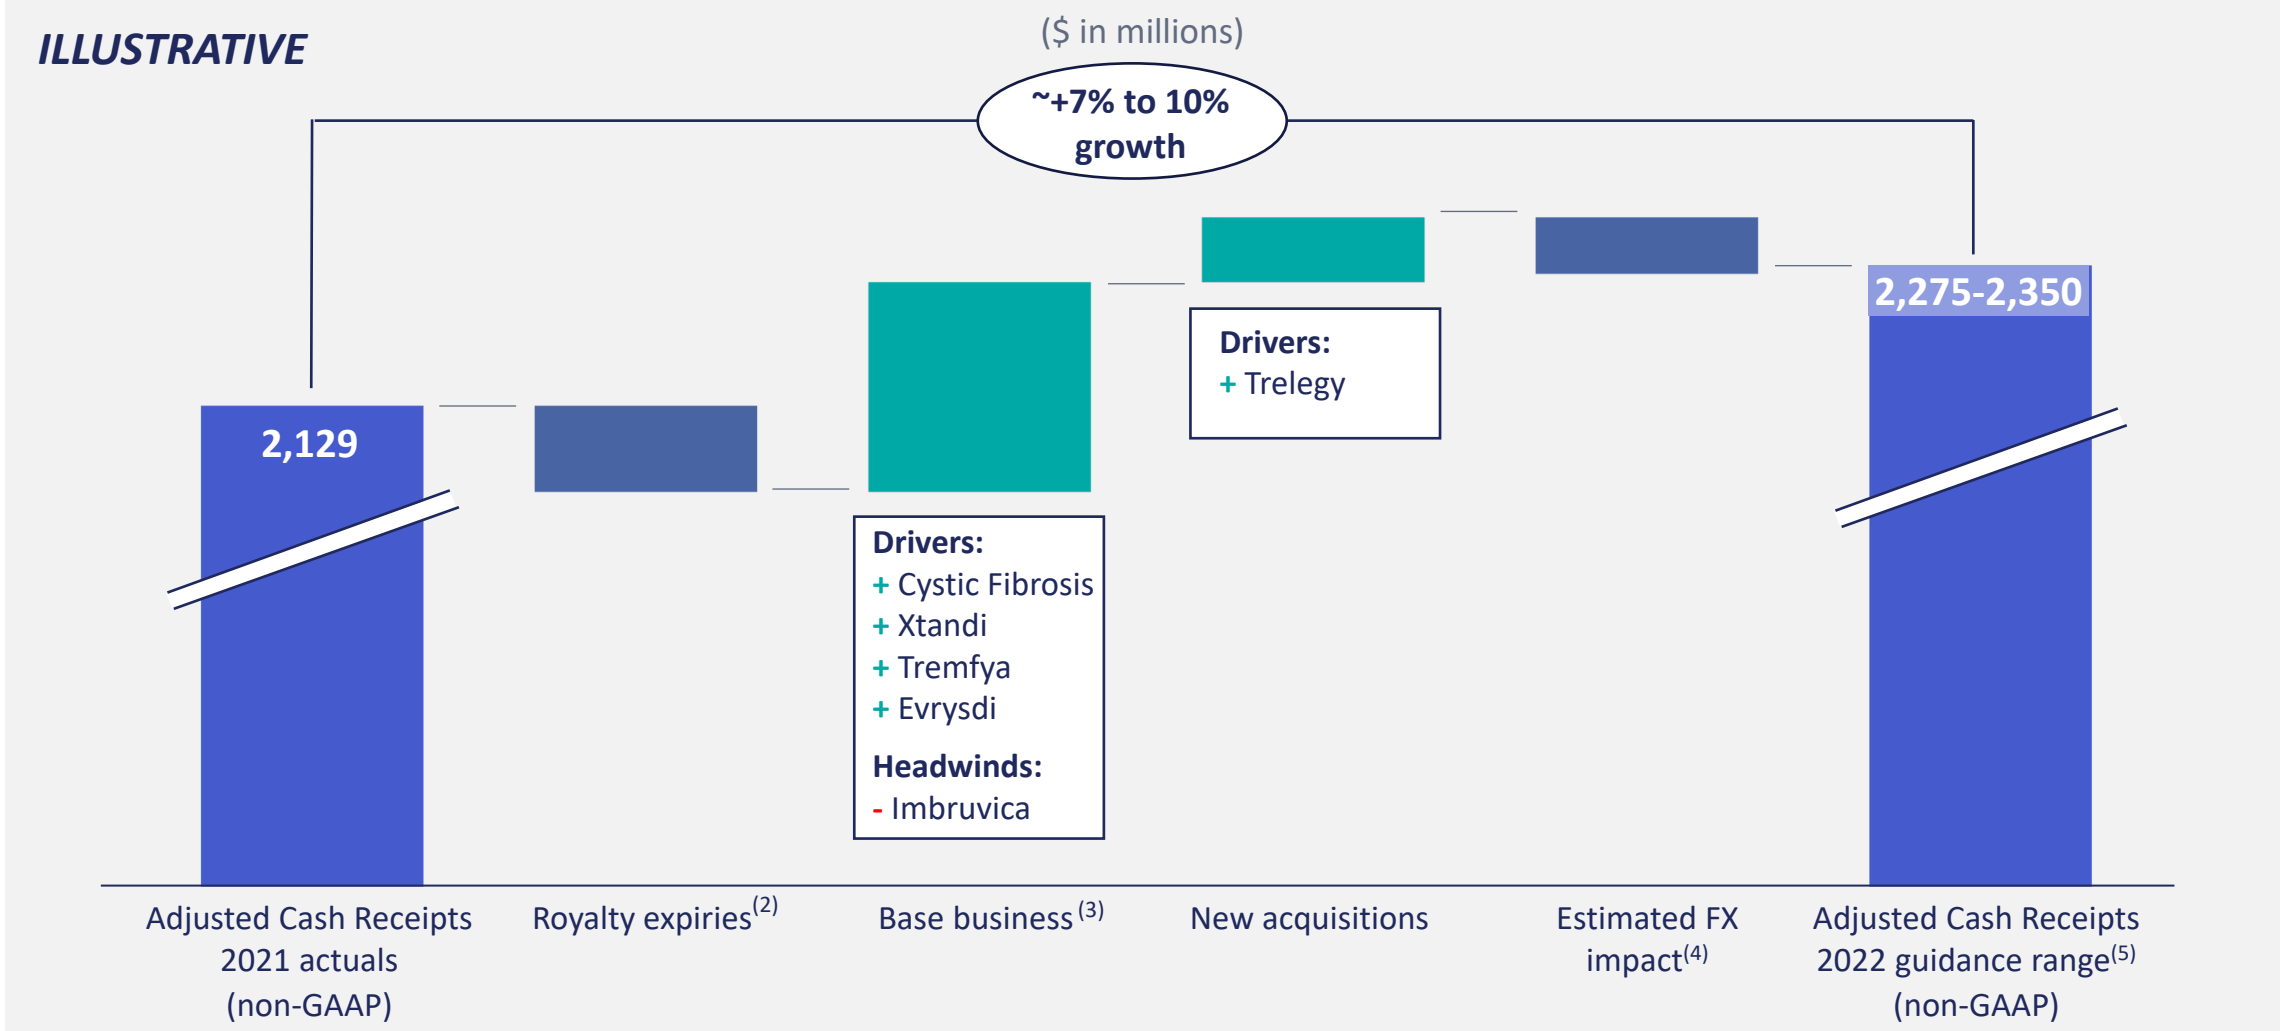 ($ in millions)
ILLUSTRATIVE
~+7% to 10%
growth
2,129
2,275-2,350
Drivers:
+ Cystic Fibrosis
+ Xtandi
+ Tremfya
+ Evrysdi
Headwinds:
- Imbruvica
Drivers:
+ Trelegy
Adjusted Cash Receipts
2021 actuals
(non-GAAP)
Royalty expiries(2)
Base business(3)
New acquisitions
Estimated FX
impact(4)
Adjusted Cash Receipts
2022 guidance range(5)
(non-GAAP)